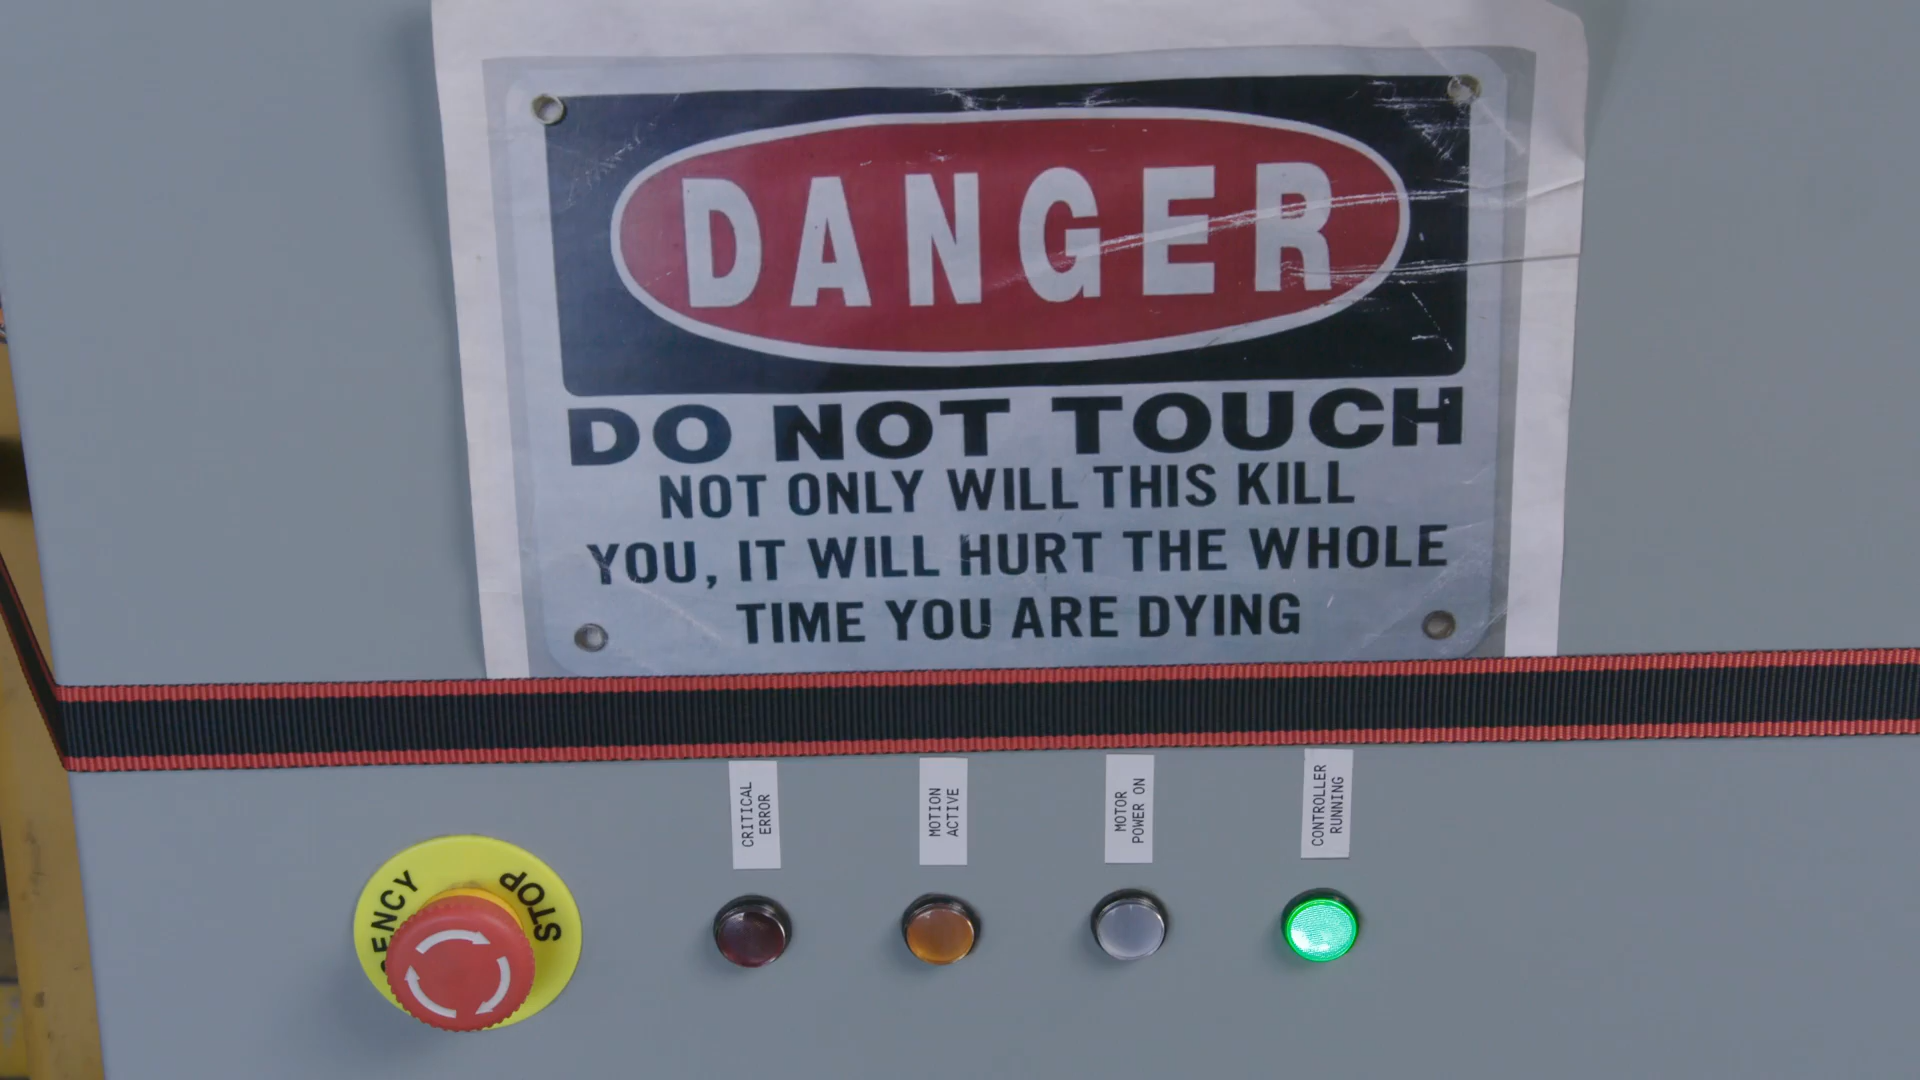 DANGER
DO NOT TOUCH
NOT ONLY WILL THIS KILL
YOU, IT WILL HURT THE WHOLE
TIME YOU ARE DYING
CRITICAL
ERROR
MOTION
ACTIVE
MOTOR
POWER ON
CONTROLLER
RUNNING
STOP